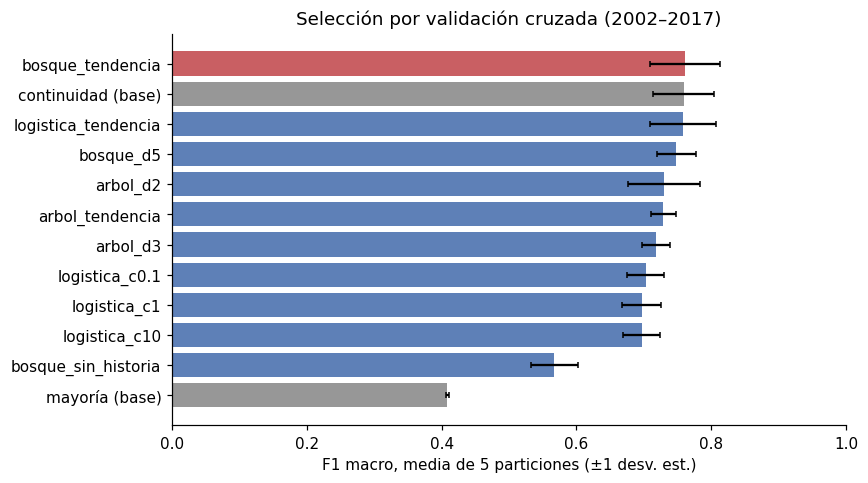 Selección por validación cruzada (2002–2017)
bosque_tendencia
continuidad (base)
logistica_tendencia
bosque_d5
arbol_d2
arbol_tendencia
arbol_d3
logistica_c0.1
logistica_c1
logistica_c10
bosque_sin_historia
mayoría (base)
0.0 0.2 0.4 0.6 0.8 1.0
F1 macro, media de 5 particiones (±1 desv. est.)